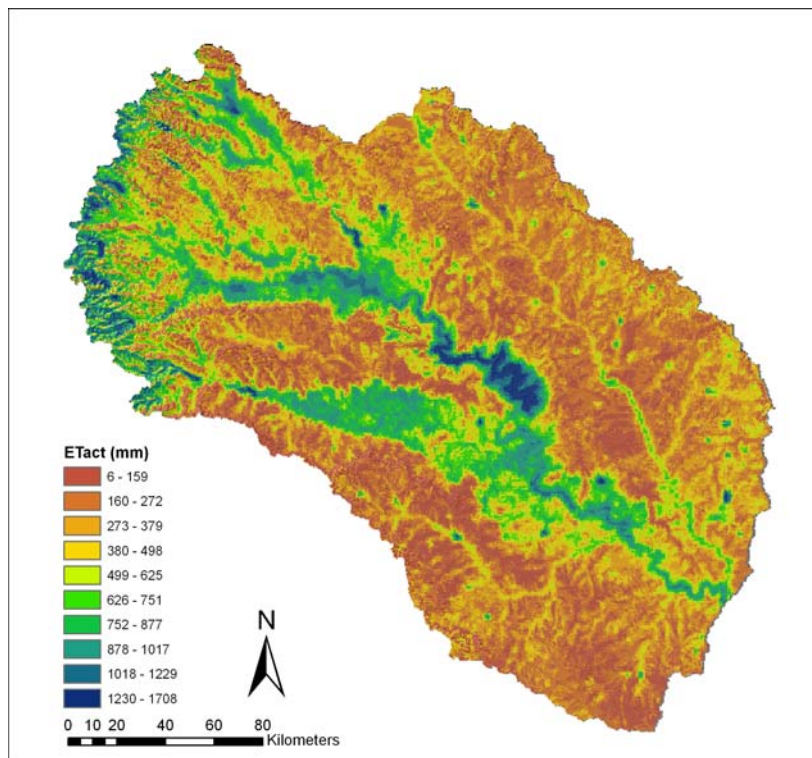 ETact (mm)
6 - 159
160 - 272
273 - 379
380 - 498
499 - 625
626 - 751
752 - 877
878 - 1017
1018 - 1229
1230 - 1708
N
0 10 20 40 60 80
Kilometers